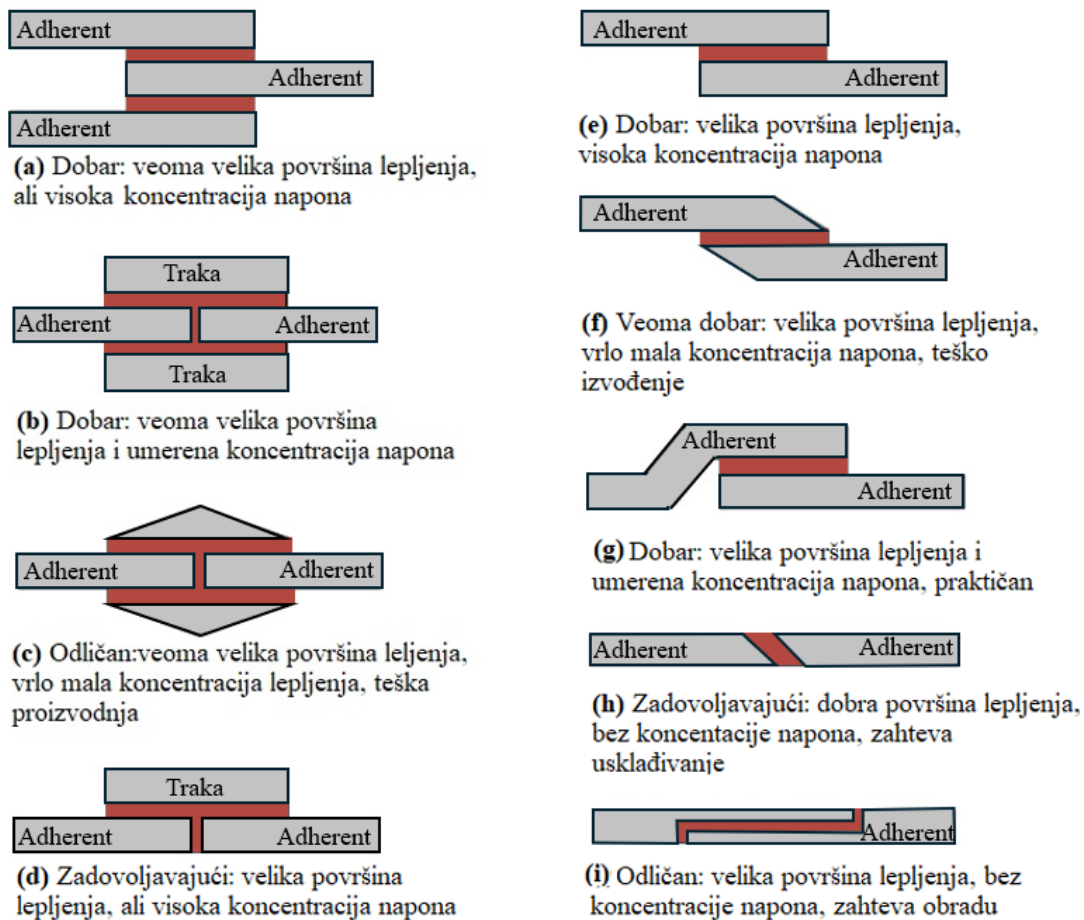 Adherent
Adherent
Adherent
(a) Dobar: veoma velika površina lepljenja,
ali visoka koncentracija napona
Traka
Adherent Adherent
Traka
(b) Dobar: veoma velika površina
lepljenja i umerena koncentracija napona
Adherent Adherent
(c) Odličan:veoma velika površina leljenja,
vrlo mala koncentracija lepljenja, teška
proizvodnja
Traka
Adherent Adherent
(d) Zadovoljavajući: velika površina
lepljenja, ali visoka koncentracija napona
Adherent
Adherent
(e) Dobar: velika površina lepljenja,
visoka koncentracija napona
Adherent
Adherent
(f) Veoma dobar: velika površina lepljenja,
vrlo mala koncentracija napona, teško
izvođenje
Adherent
Adherent
(g) Dobar: velika površina lepljenja i
umerena koncentracija napona, praktičan
Adherent Adherent
(h) Zadovoljavajući: dobra površina lepljenja,
bez koncentacije napona, zahteva
usklađivanje
Adherent
(i) Odličan: velika površina lepljenja, bez
koncentracije napona, zahteva obradu